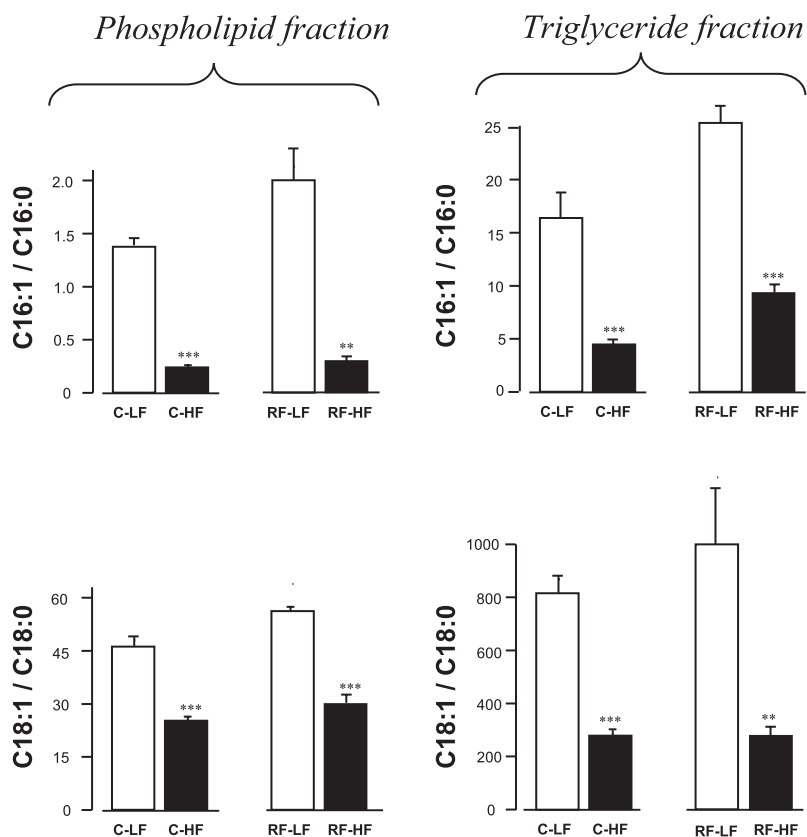 Phospholipid fraction
Triglyceride fraction
C16:1 / C16:0
2.0
1.5
1.0
0.5
0
***
**
C-LF
C-HF
RF-LF
RF-HF
C16:1 / C16:0
25
20
15
10
5
0
***
***
C-LF
C-HF
RF-LF
RF-HF
C18:1 / C18:0
60
45
30
15
0
***
***
C-LF
C-HF
RF-LF
RF-HF
C18:1 / C18:0
1000
800
600
400
200
0
***
**
C-LF
C-HF
RF-LF
RF-HF